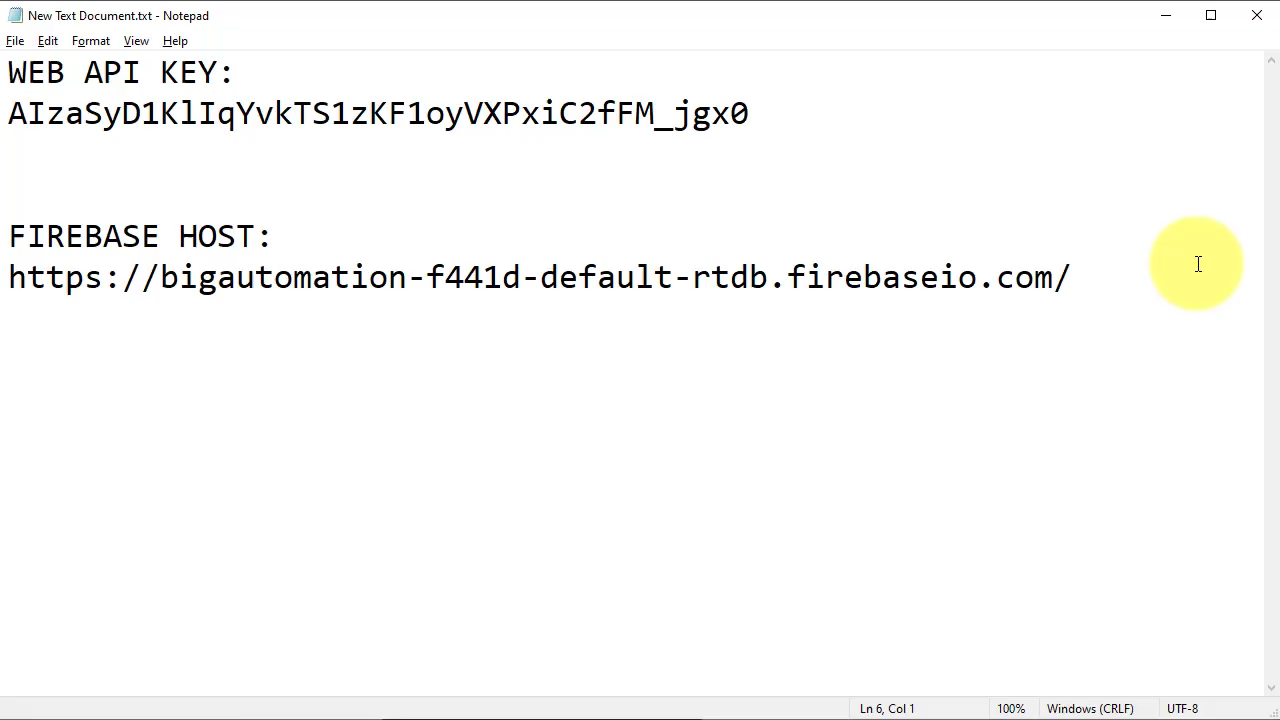 New Text Document.txt - Notepad
File Edit Format View Help
WEB API KEY:
AIzaSyD1KlIqYvkTS1zKF1oyVXPxiC2fFM_jgx0
FIREBASE HOST:
https://bigautomation-f441d-default-rtdb.firebaseio.com/
Ln 6, Col 1 100% Windows (CRLF) UTF-8